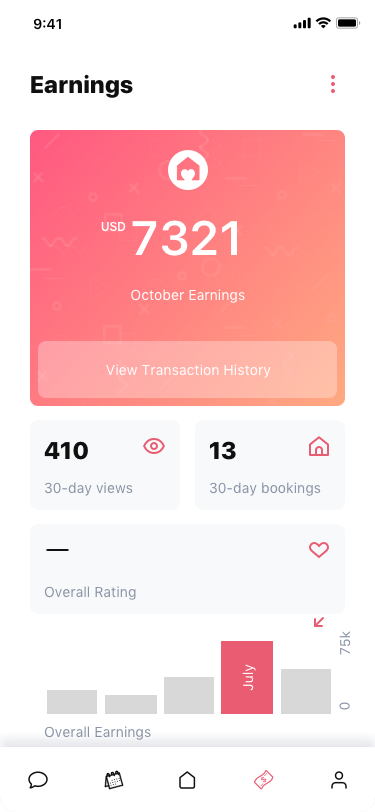 9:41
Earnings
USD 7321
October Earnings
View Transaction History
410
30-day views
13
30-day bookings
—
Overall Rating
75k
July
0
Overall Earnings